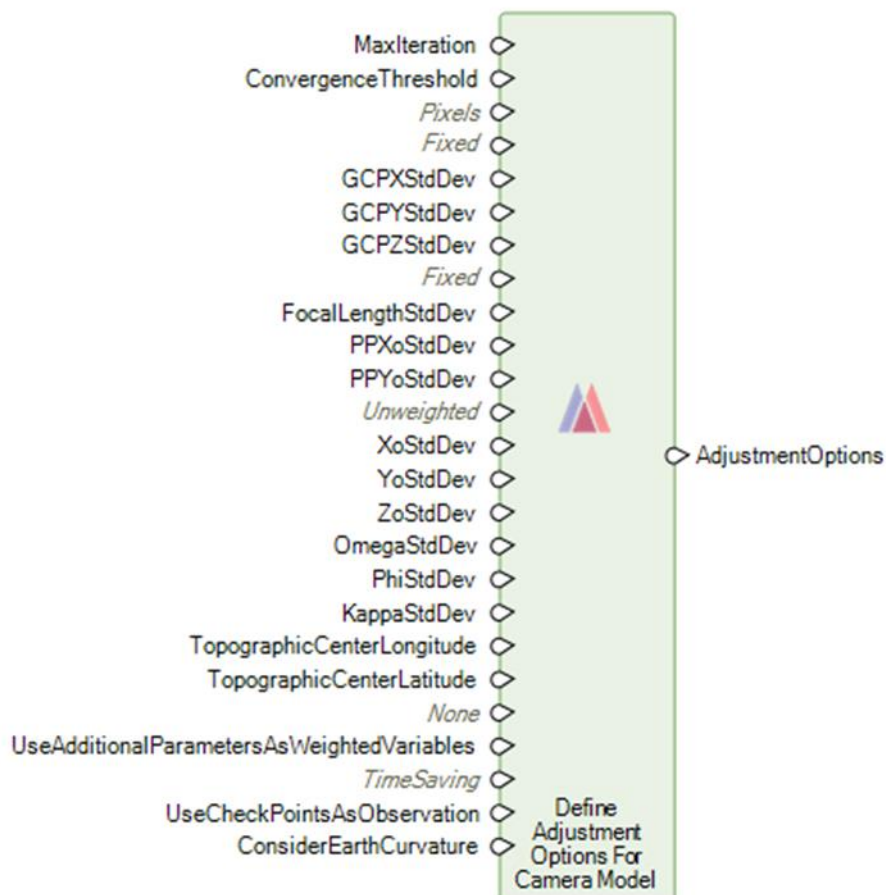 MaxIteration
ConvergenceThreshold
Pixels
Fixed
GCPXStdDev
GCPYStdDev
GCPZStdDev
Fixed
FocalLengthStdDev
PPXoStdDev
PPYoStdDev
Unweighted
XoStdDev
YoStdDev
ZoStdDev
OmegaStdDev
PhiStdDev
KappaStdDev
TopographicCenterLongitude
TopographicCenterLatitude
None
UseAdditionalParametersAsWeightedVariables
TimeSaving
UseCheckPointsAsObservation
ConsiderEarthCurvature
Define
Adjustment
Options For
Camera Model
AdjustmentOptions